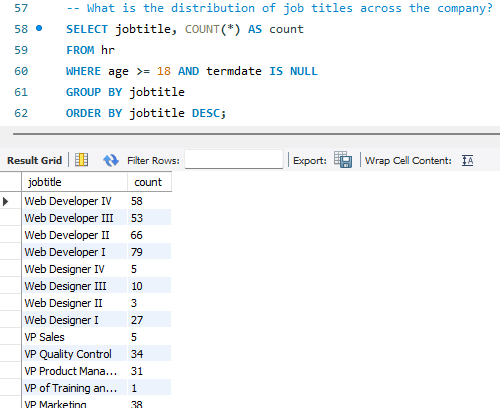 57 -- What is the distribution of job titles across the company?
58 SELECT jobtitle, COUNT(*) AS count
59 FROM hr
60 WHERE age >= 18 AND termdate IS NULL
61 GROUP BY jobtitle
62 ORDER BY jobtitle DESC;
Result Grid Filter Rows: Export: Wrap Cell Content: IA
jobtitle count
Web Developer IV 58
Web Developer III 53
Web Developer II 66
Web Developer I 79
Web Designer IV 5
Web Designer III 10
Web Designer II 3
Web Designer I 27
VP Sales 5
VP Quality Control 34
VP Product Mana... 31
VP of Training an... 1
VP Marketing 38